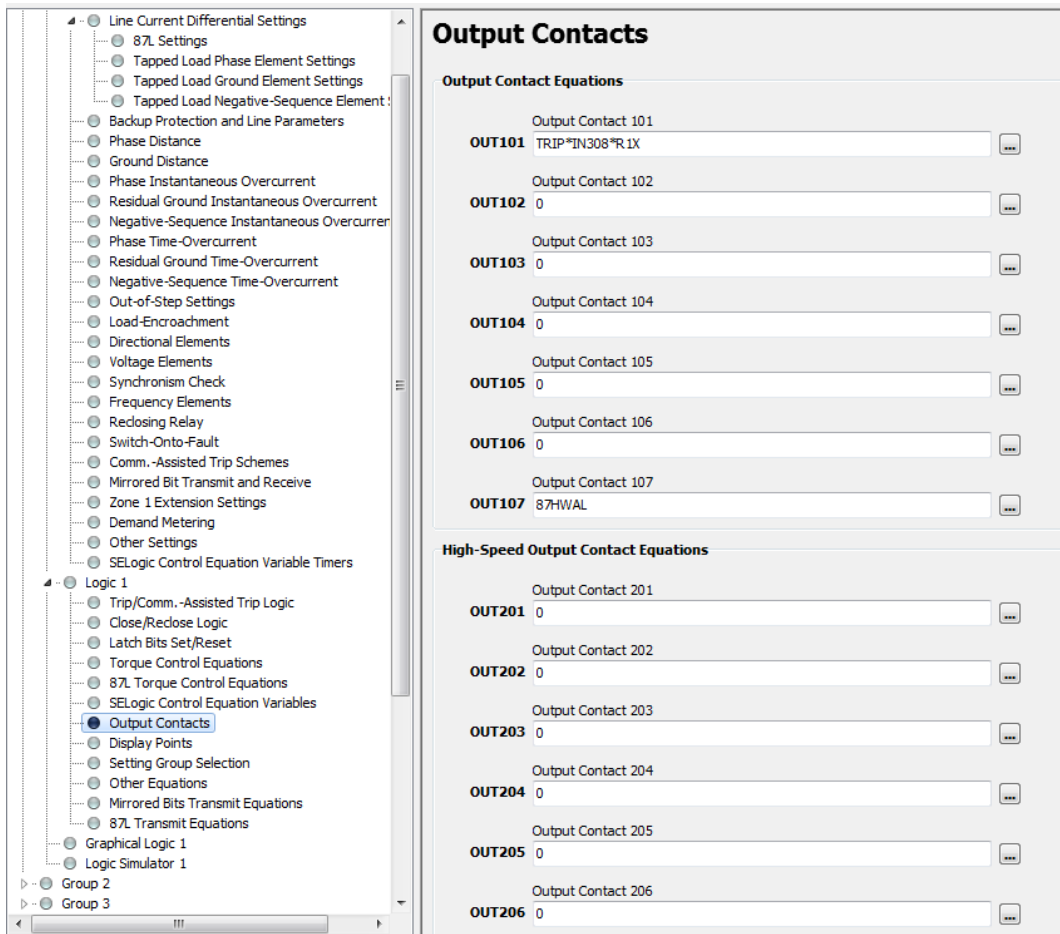 Line Current Differential Settings
87L Settings
Tapped Load Phase Element Settings
Tapped Load Ground Element Settings
Tapped Load Negative-Sequence Element
Backup Protection and Line Parameters
Phase Distance
Ground Distance
Phase Instantaneous Overcurrent
Residual Ground Instantaneous Overcurrent
Negative-Sequence Instantaneous Overcurren
Phase Time-Overcurrent
Residual Ground Time-Overcurrent
Negative-Sequence Time-Overcurrent
Out-of-Step Settings
Load-Encroachment
Directional Elements
Voltage Elements
Synchronism Check
Frequency Elements
Reclosing Relay
Switch-Onto-Fault
Comm.-Assisted Trip Schemes
Mirrored Bit Transmit and Receive
Zone 1 Extension Settings
Demand Metering
Other Settings
SELogic Control Equation Variable Timers
Logic 1
Trip/Comm.-Assisted Trip Logic
Close/Reclose Logic
Latch Bits Set/Reset
Torque Control Equations
87L Torque Control Equations
SELogic Control Equation Variables
Output Contacts
Display Points
Setting Group Selection
Other Equations
Mirrored Bits Transmit Equations
87L Transmit Equations
Graphical Logic 1
Logic Simulator 1
Group 2
Group 3
Output Contacts
Output Contact Equations
Output Contact 101
OUT101 TRIP*IN308*R1X ...
Output Contact 102
OUT102 0 ...
Output Contact 103
OUT103 0 ...
Output Contact 104
OUT104 0 ...
Output Contact 105
OUT105 0 ...
Output Contact 106
OUT106 0 ...
Output Contact 107
OUT107 87HWAL ...
High-Speed Output Contact Equations
Output Contact 201
OUT201 0 ...
Output Contact 202
OUT202 0 ...
Output Contact 203
OUT203 0 ...
Output Contact 204
OUT204 0 ...
Output Contact 205
OUT205 0 ...
Output Contact 206
OUT206 0 ...